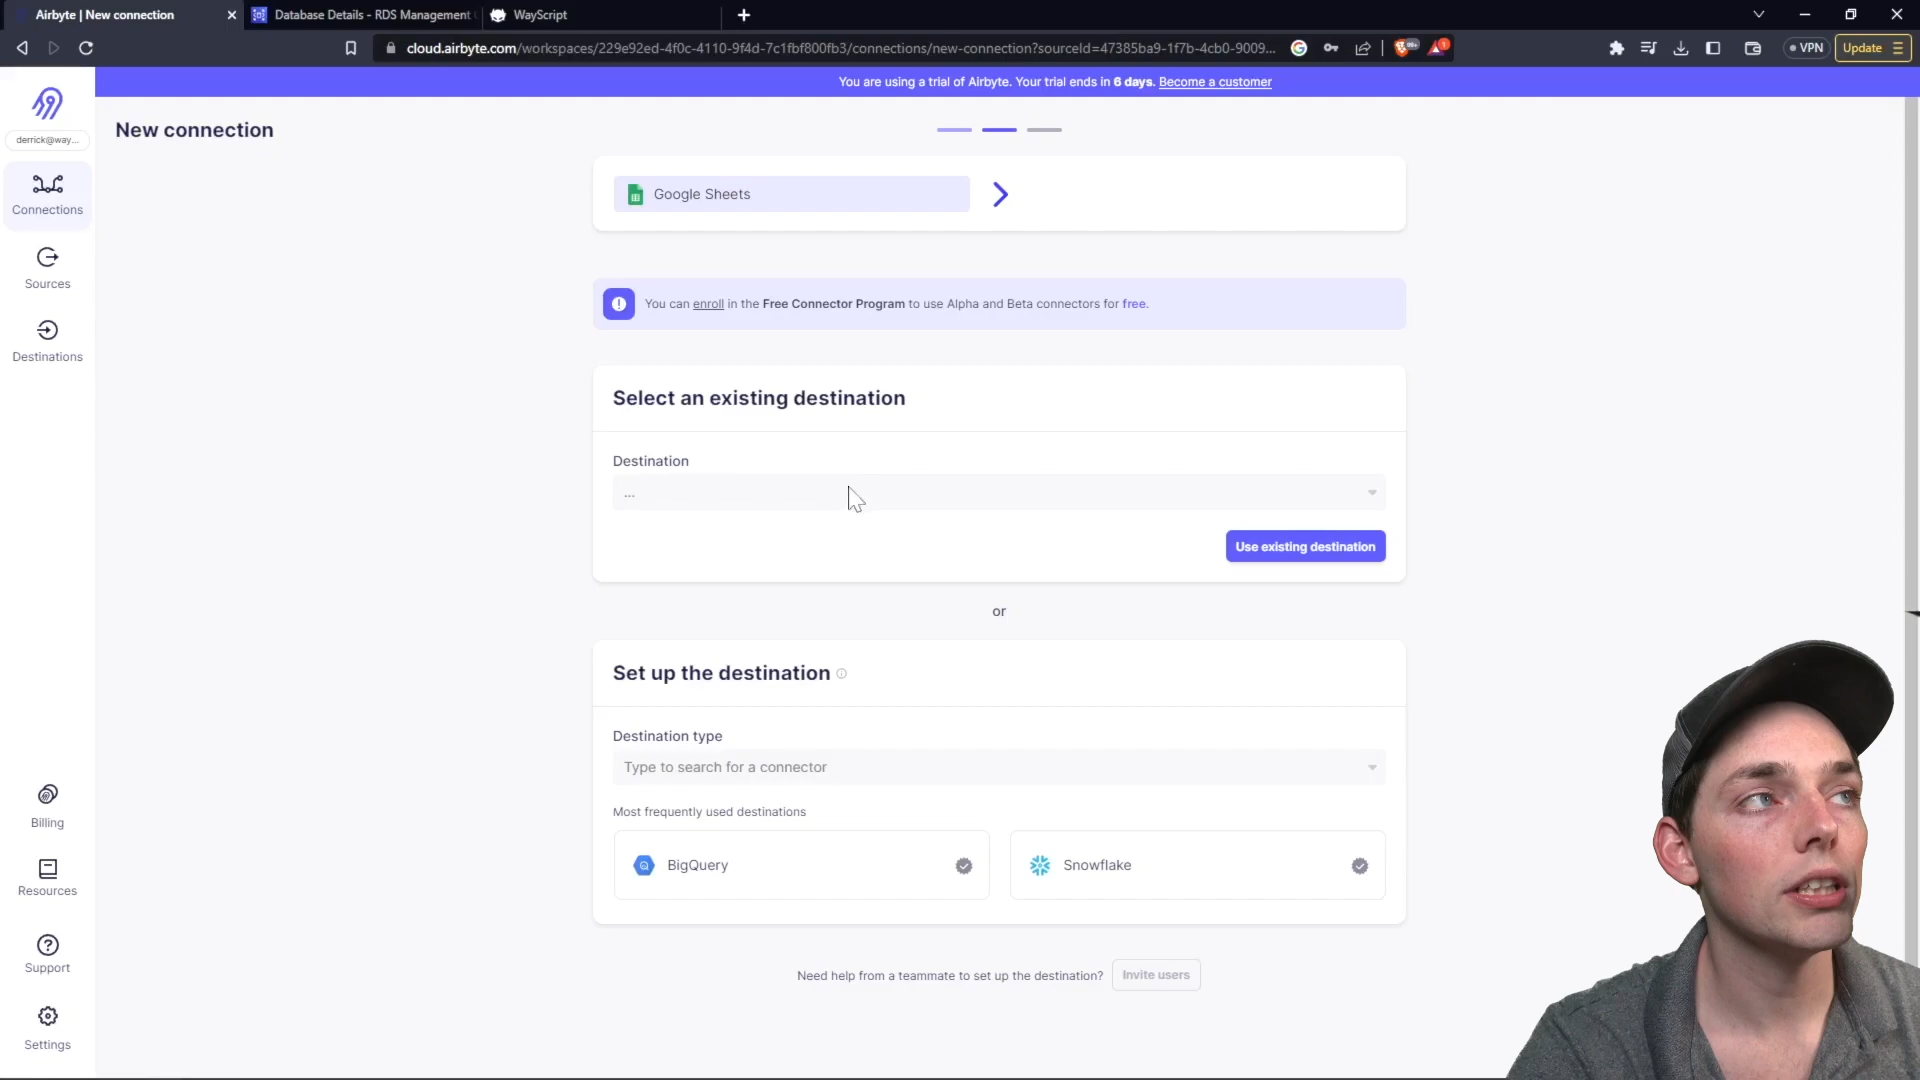 Airbyte | New connection
Database Details - RDS Management
WayScript
cloud.airbyte.com/workspaces/229e92ed-4f0c-4110-9f4d-7c1fbf800fb3/connections/new-connection?sourceId=47385ba9-1f7b-4cb0-9009...
99+
1
VPN
Update
You are using a trial of Airbyte. Your trial ends in 6 days. Become a customer
derrick@way...
New connection
Connections
Google Sheets
Sources
You can enroll in the Free Connector Program to use Alpha and Beta connectors for free.
Destinations
Select an existing destination
Destination
...
Use existing destination
or
Set up the destination
Destination type
Type to search for a connector
Most frequently used destinations
BigQuery
Snowflake
Billing
Resources
Need help from a teammate to set up the destination?
Invite users
Support
Settings